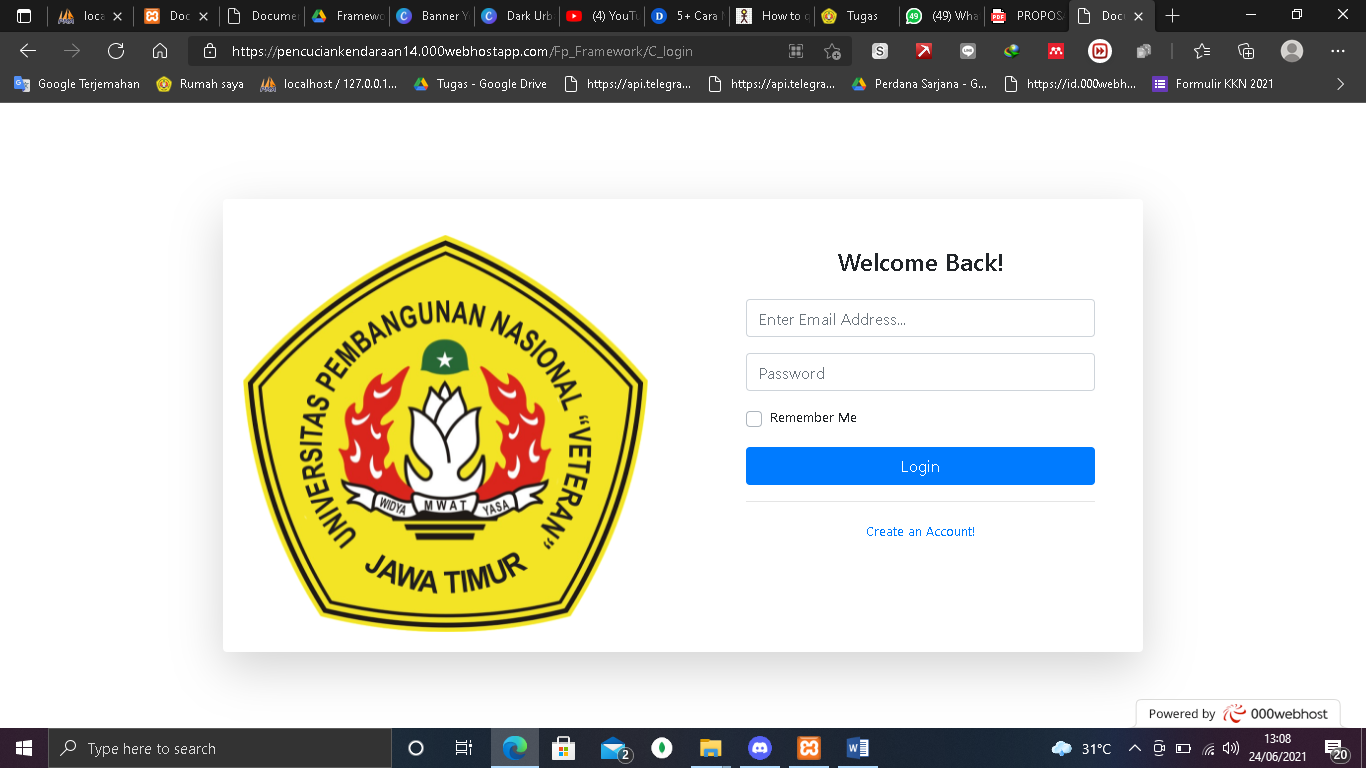 loca
Doc
Docume
Framewo
Banner Y
Dark Urb
(4) YouTu
5+ Cara M
How to c
Tugas
(49) Wha
PROPOSA
Docu
https://pencuciankendaraan14.000webhostapp.com/Fp_Framework/C_login
Google Terjemahan
Rumah saya
localhost / 127.0.0.1...
Tugas - Google Drive
https://api.telegra...
https://api.telegra...
Perdana Sarjana - G...
https://id.000webh...
Formulir KKN 2021
UNIVERSITAS PEMBANGUNAN NASIONAL “VETERAN”
WIDYA MWAT YASA
JAWA TIMUR
Welcome Back!
Enter Email Address...
Password
Remember Me
Login
Create an Account!
Powered by 000webhost
Type here to search
2
31°C
13:08
24/06/2021
20